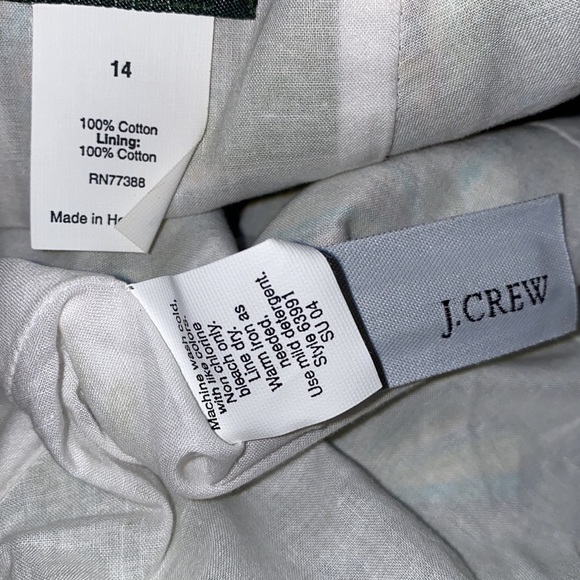 14
100% Cotton
Lining:
100% Cotton
RN77388
Made in
J.CREW
Machine wash cold,
with like colors.
Non chlorine
bleach only.
Line dry.
Warm Iron as
needed.
Use mild detergent.
Style 63991
SU 04